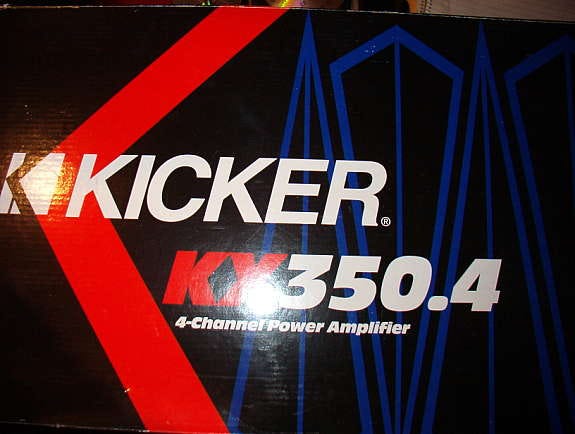 KICKER®
KX350.4
4-Channel Power Amplifier